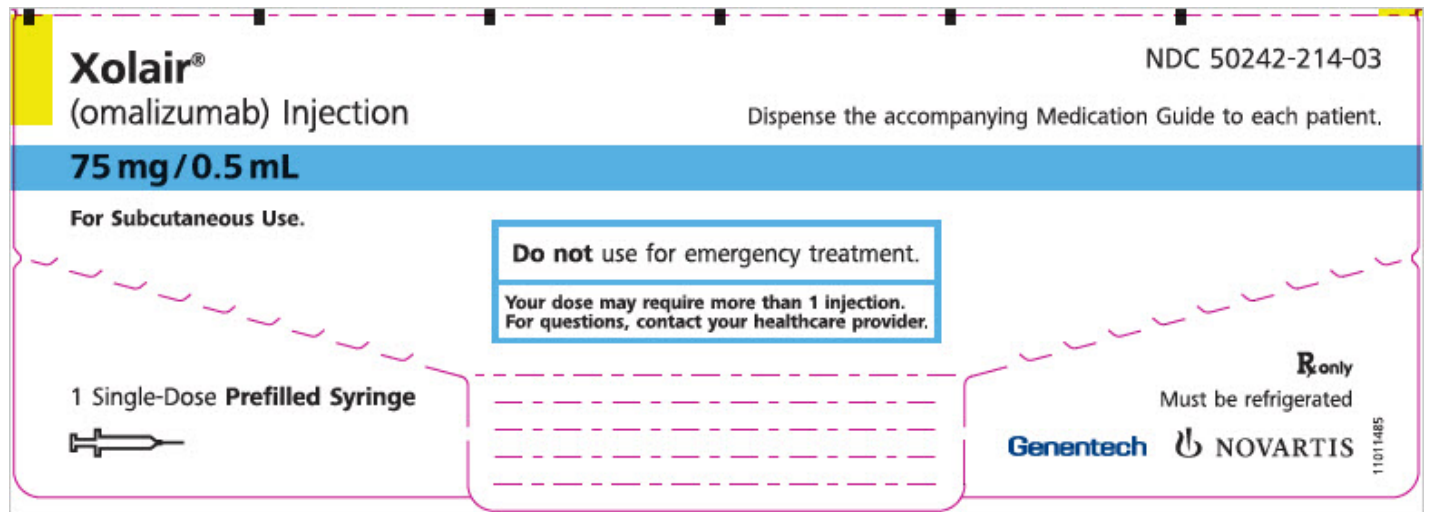 Xolair®
(omalizumab) Injection
NDC 50242-214-03
Dispense the accompanying Medication Guide to each patient.
75 mg/0.5 mL
For Subcutaneous Use.
Do not use for emergency treatment.
Your dose may require more than 1 injection.
For questions, contact your healthcare provider.
1 Single-Dose Prefilled Syringe
Rx only
Must be refrigerated
Genentech
NOVARTIS
11011485